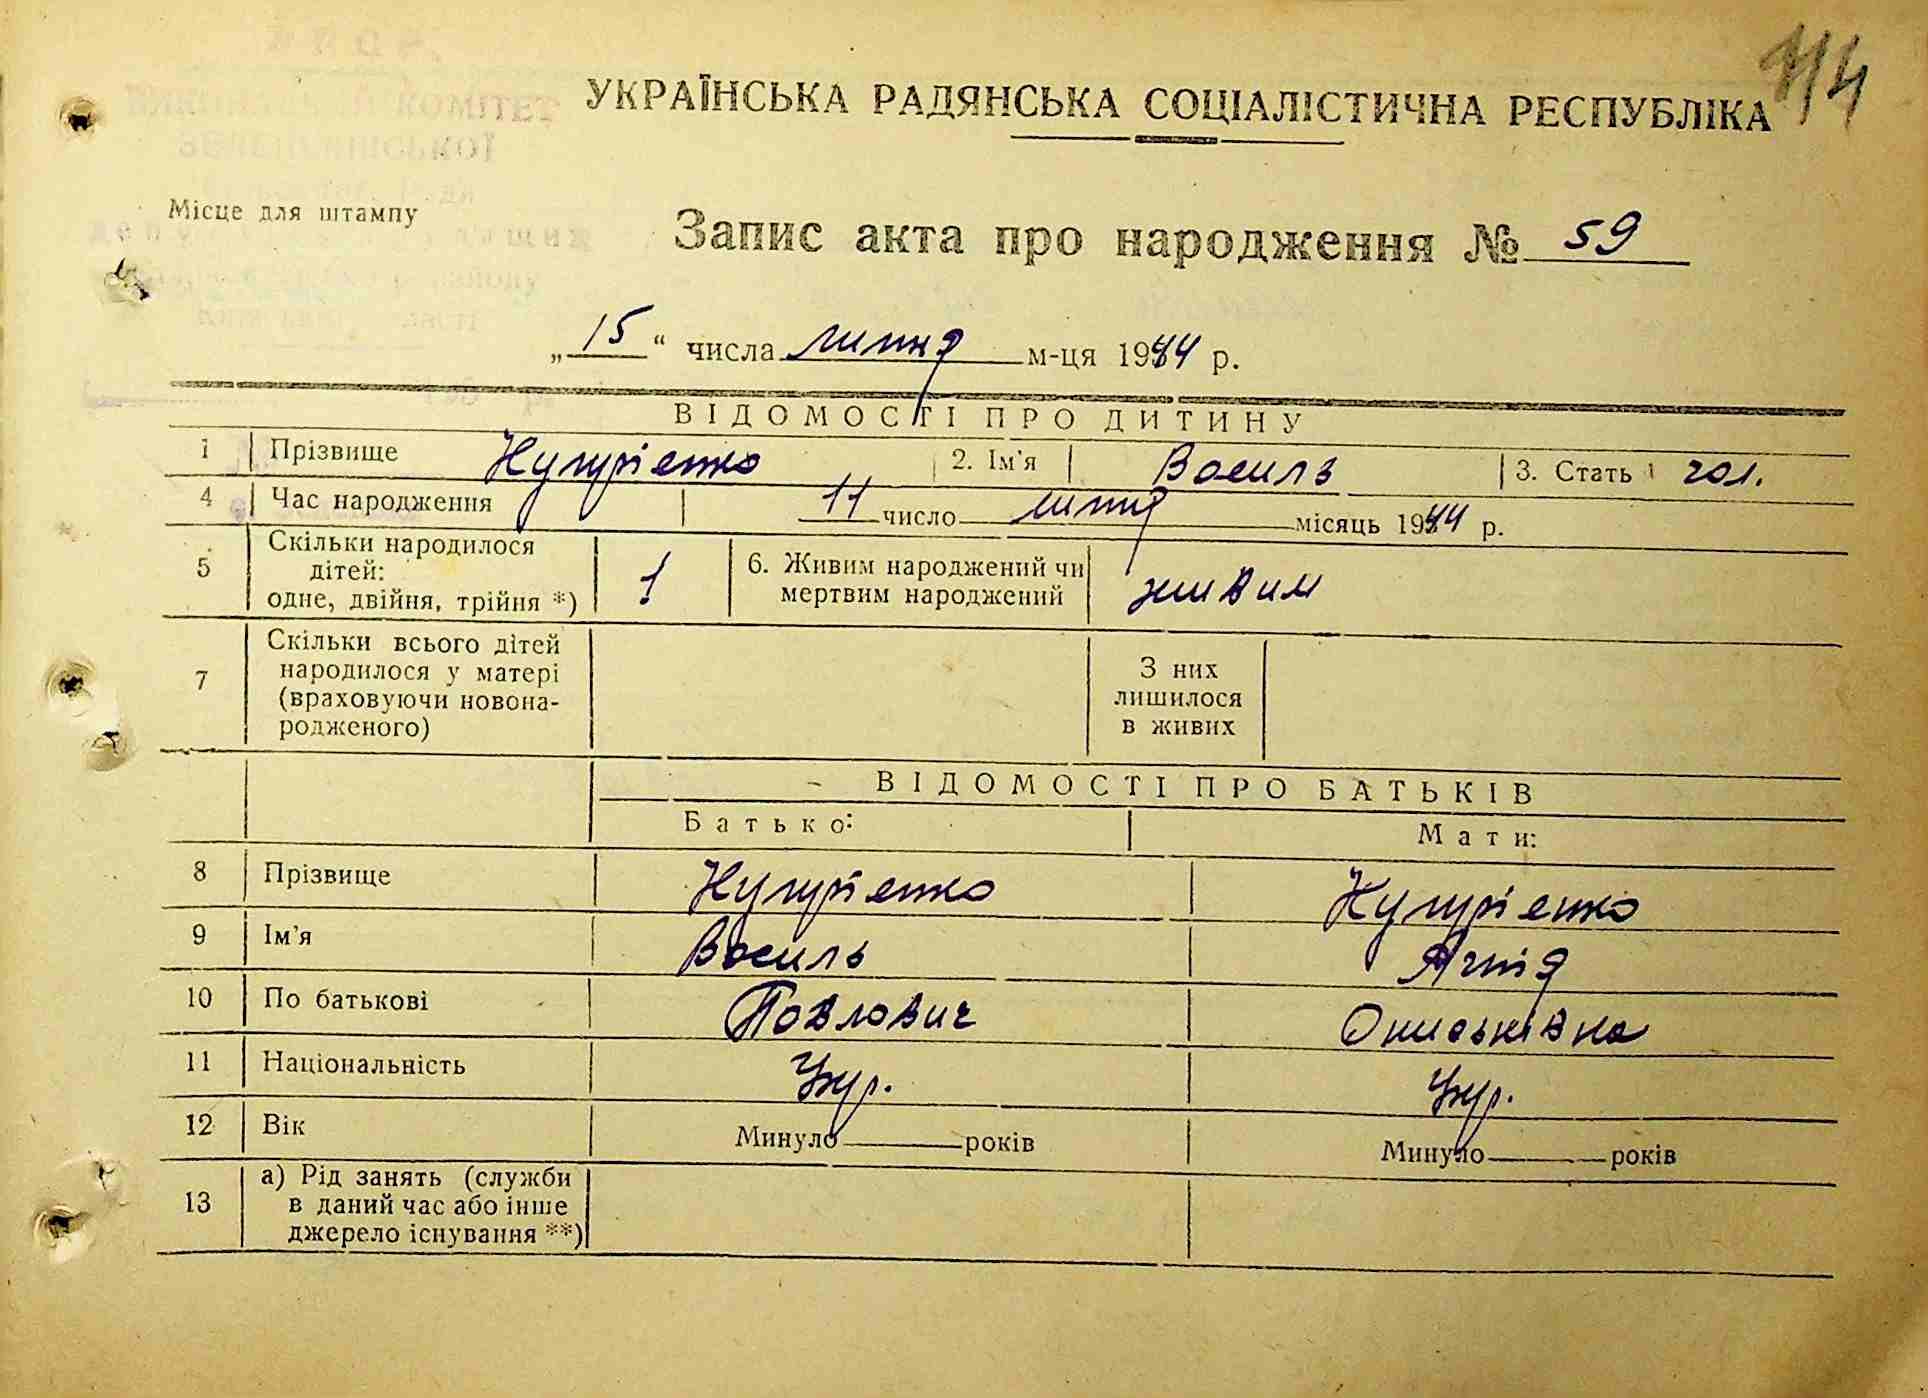 114
УКРАЇНСЬКА РАДЯНСЬКА СОЦІАЛІСТИЧНА РЕСПУБЛІКА
Місце для штампу
Запис акта про народження № 59
„15“ числа липня м-ця 1944 р.
ВІДОМОСТІ ПРО ДИТИНУ
1 Прізвище 2. Ім'я Василь 3. Стать чол.
4 Час народження 11 число липня місяць 1944 р.
5 Скільки народилося дітей: одне, двійня, трійня *) 1 6. Живим народжений чи мертвим народжений живим
7 Скільки всього дітей народилося у матері (враховуючи новона-родженого) З них лишилося в живих
ВІДОМОСТІ ПРО БАТЬКІВ
Батько: Мати:
8 Прізвище
9 Ім'я Василь
10 По батькові Павлович Ониськівна
11 Національність Укр. Укр.
12 Вік Минуло років Минуло років
13 а) Рід занять (служби в даний час або інше джерело існування **)